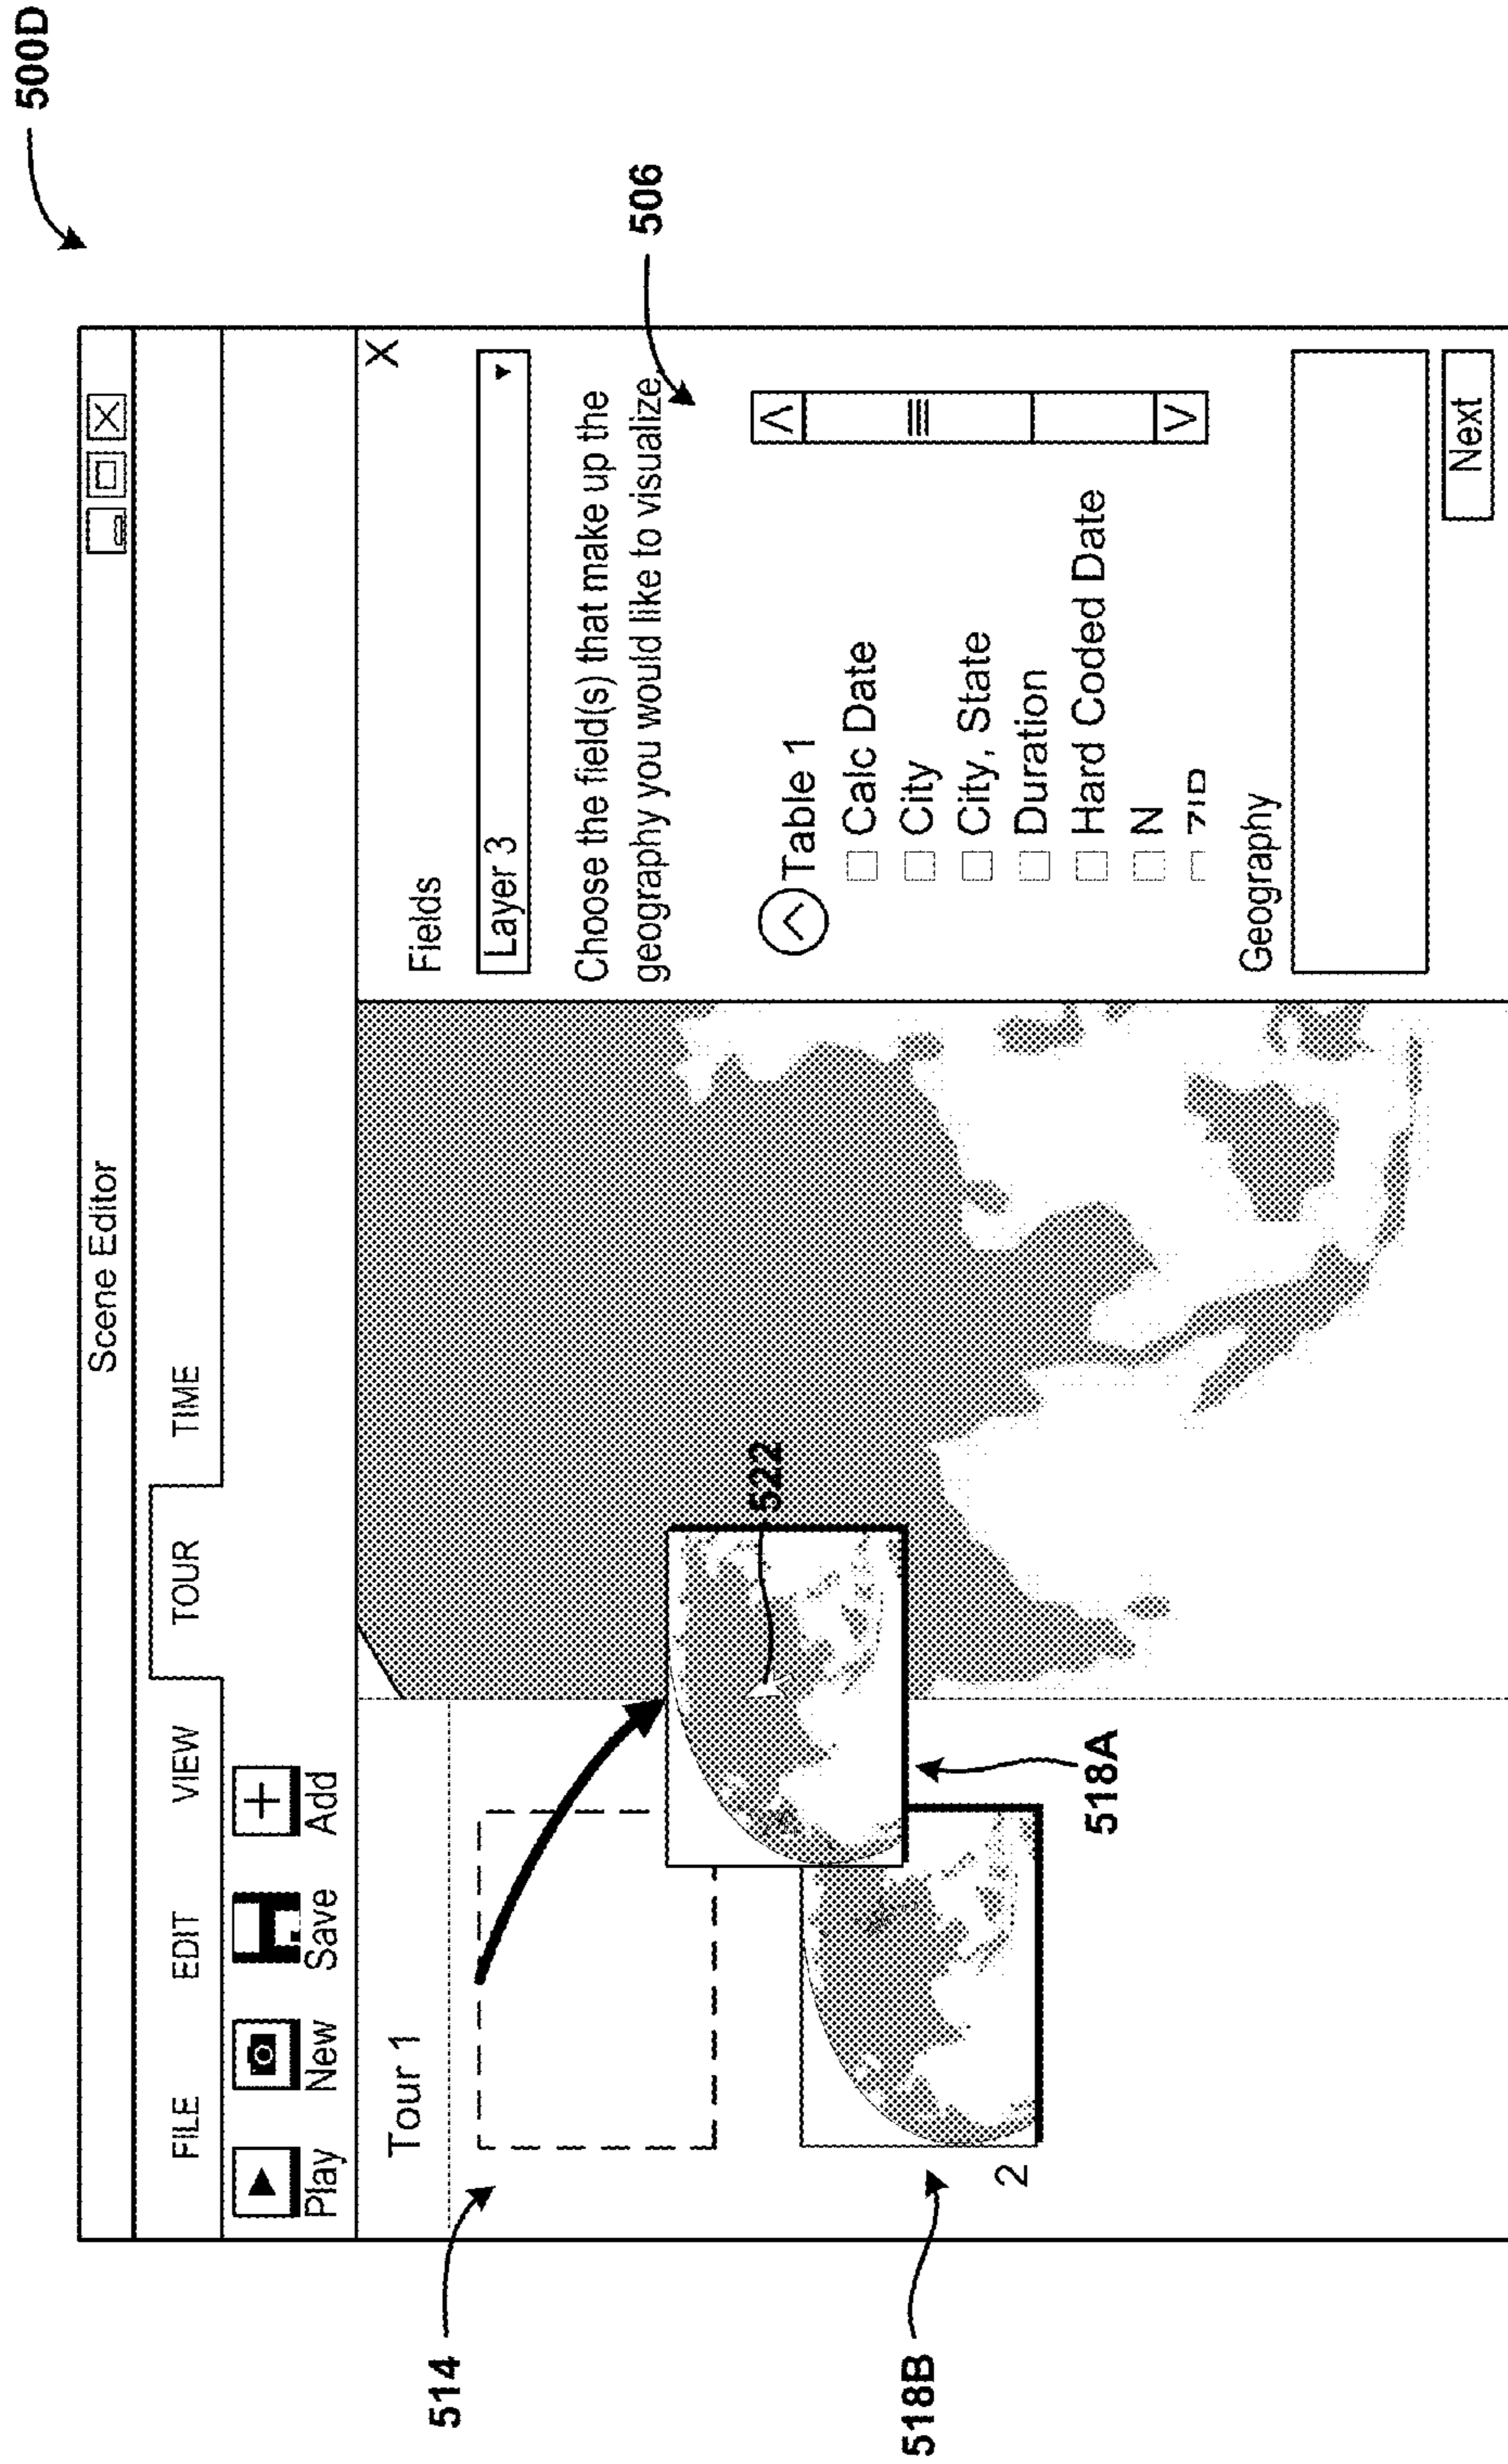 500D
Scene Editor
FILE EDIT VIEW TOUR TIME
Play New Save Add
X
Tour 1
Fields
Layer 3
Choose the field(s) that make up the
geography you would like to visualize.
506
514
Table 1
Calc Date
City
City, State
Duration
Hard Coded Date
N
522
518A
518B
2
Geography
Next